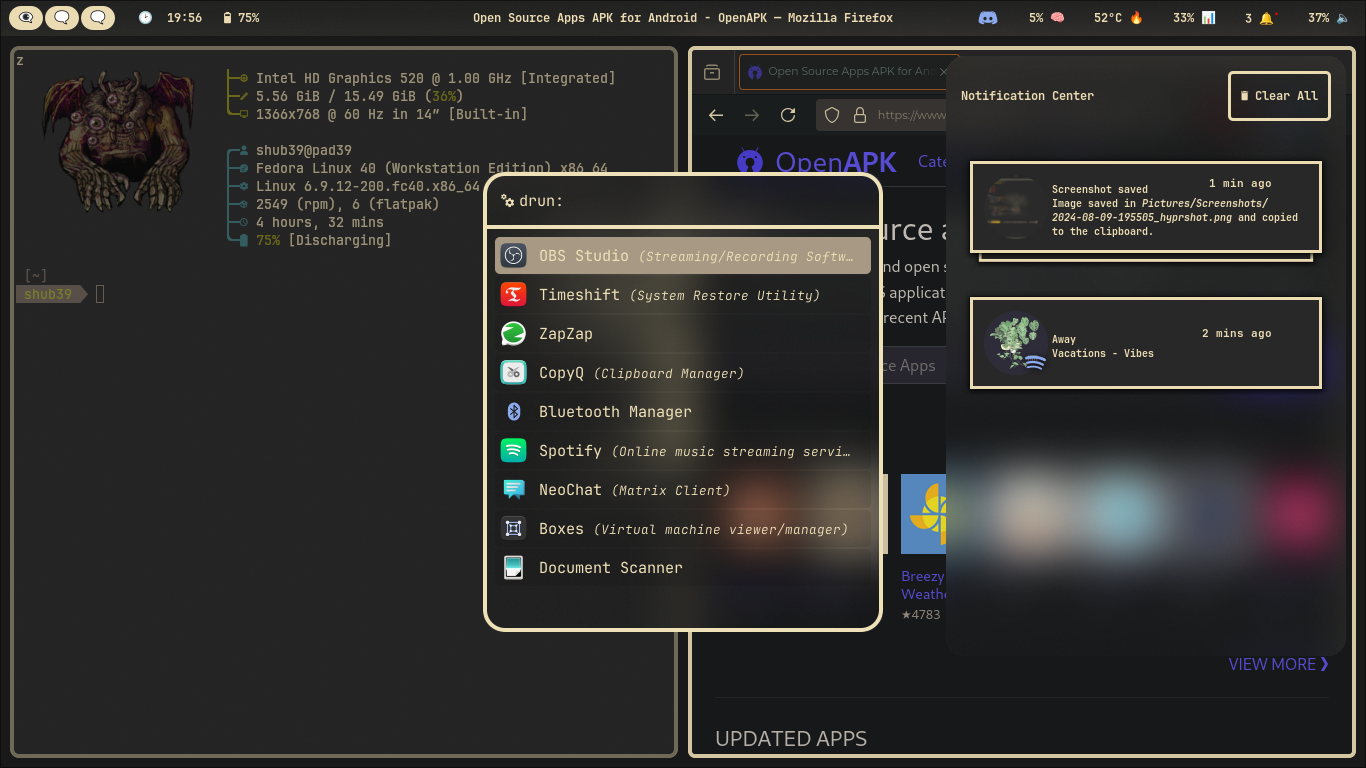 19:56
75%
Open Source Apps APK for Android - OpenAPK — Mozilla Firefox
5%
52°C
33%
3
37%
z
Intel HD Graphics 520 @ 1.00 GHz [Integrated]
5.56 GiB / 15.49 GiB (36%)
1366x768 @ 60 Hz in 14″ [Built-in]
shub39@pad39
Fedora Linux 40 (Workstation Edition) x86_64
Linux 6.9.12-200.fc40.x86_64
2549 (rpm), 6 (flatpak)
4 hours, 32 mins
75% [Discharging]
[~]
shub39
drun:
OBS Studio (Streaming/Recording Softw…
Timeshift (System Restore Utility)
ZapZap
CopyQ (Clipboard Manager)
Bluetooth Manager
Spotify (Online music streaming servi…
NeoChat (Matrix Client)
Boxes (Virtual machine viewer/manager)
Document Scanner
Open Source Apps APK for An
https://www
OpenAPK
Cate
urce a
nd open s
applicat
recent AP
ce Apps
Breezy
Weathe
★4783
VIEW MORE ❯
UPDATED APPS
Notification Center
Clear All
Screenshot saved
1 min ago
Image saved in Pictures/Screenshots/
2024-08-09-195505_hyprshot.png and copied
to the clipboard.
Away
2 mins ago
Vacations - Vibes